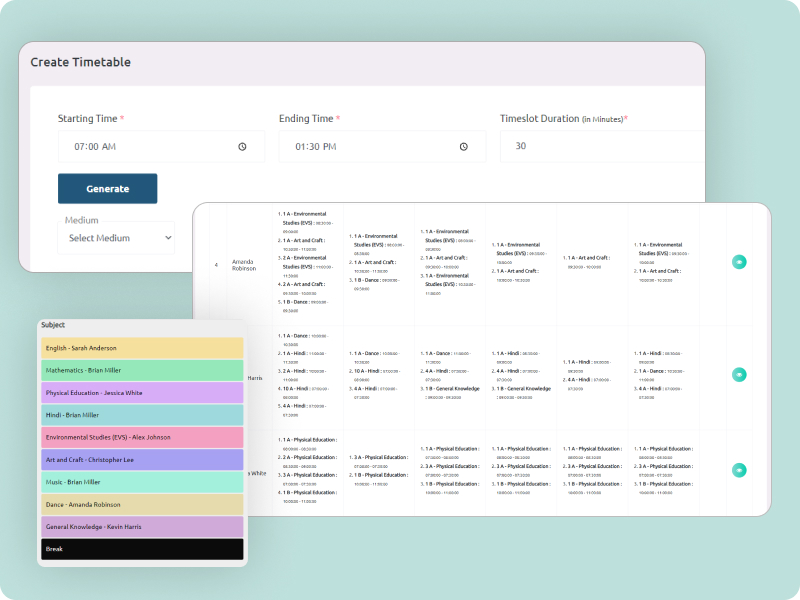 Create Timetable
Starting Time *
Ending Time *
Timeslot Duration (in Minutes)*
07:00 AM
01:30 PM
30
Generate
Medium
Select Medium
4
Amanda
Robinson
1. 1 A - Environmental
Studies (EVS) : 08:30:00 -
09:00:00
2. 1 A - Art and Craft :
10:30:00 - 11:00:00
3. 2 A - Environmental
Studies (EVS) : 11:00:00 -
11:30:00
4. 2 A - Art and Craft :
09:30:00 - 10:00:00
5. 1 B - Dance : 09:00:00 -
09:30:00
1. 1 A - Environmental
Studies (EVS) : 08:00:00 -
08:30:00
2. 1 A - Art and Craft :
10:30:00 - 11:00:00
3. 1 B - Dance : 09:00:00 -
09:30:00
1. 1 A - Environmental
Studies (EVS) : 08:00:00 -
08:30:00
2. 1 A - Art and Craft :
09:30:00 - 10:00:00
3. 1 A - Environmental
Studies (EVS) : 10:30:00 -
11:00:00
1. 1 A - Environmental
Studies (EVS) : 09:30:00 -
10:00:00
2. 1 A - Art and Craft :
10:00:00 - 10:30:00
1. 1 A - Art and Craft :
09:30:00 - 10:00:00
1. 1 A - Environmental
Studies (EVS) : 09:30:00 -
10:00:00
2. 1 A - Art and Craft :
10:00:00 - 10:30:00
Harris
1. 1 A - Dance : 10:00:00 -
10:30:00
2. 1 A - Hindi : 11:00:00 -
11:30:00
3. 2 A - Hindi : 10:30:00 -
11:00:00
4. 10 A - Hindi : 07:30:00 -
08:00:00
5. 4 A - Hindi : 07:00:00 -
07:30:00
1. 1 A - Dance : 10:00:00 -
10:30:00
2. 10 A - Hindi : 07:30:00 -
08:00:00
3. 4 A - Hindi : 07:00:00 -
07:30:00
1. 1 A - Dance : 11:00:00 -
11:30:00
2. 4 A - Hindi : 07:00:00 -
07:30:00
3. 1 B - General Knowledge
: 09:00:00 - 09:30:00
1. 1 A - Hindi : 08:30:00 -
09:00:00
2. 4 A - Hindi : 07:00:00 -
07:30:00
3. 1 B - General Knowledge
: 08:00:00 - 08:30:00
1. 1 A - Hindi :
2. 4 A - Hindi : 07:00:00 -
07:30:00
1. 1 A - Hindi :
2. 1 A - Dance :
3. 4 A - Hindi : 07:00:00 -
07:30:00
White
1. 1 A - Physical Education :
08:00:00 - 08:30:00
2. 2 A - Physical Education :
08:30:00 - 09:00:00
3. 3 A - Physical Education :
07:00:00 - 07:30:00
4. 1 B - Physical Education :
10:00:00 - 11:00:00
1. 3 A - Physical Education :
07:00:00 - 07:30:00
2. 1 B - Physical Education :
10:00:00 - 11:00:00
1. 1 A - Physical Education :
2. 3 A - Physical Education :
07:00:00 - 07:30:00
3. 1 B - Physical Education :
10:00:00 - 11:00:00
1. 1 A - Physical Education :
08:00:00 - 08:30:00
2. 3 A - Physical Education :
07:00:00 - 07:30:00
3. 1 B - Physical Education :
10:00:00 - 11:00:00
1. 1 A - Physical Education :
08:00:00 - 08:30:00
2. 3 A - Physical Education :
07:00:00 - 07:30:00
3. 1 B - Physical Education :
10:00:00 - 11:00:00
1. 1 A - Physical Education :
08:00:00 - 08:30:00
2. 3 A - Physical Education :
07:00:00 - 07:30:00
3. 1 B - Physical Education :
10:00:00 - 11:00:00
Subject
English - Sarah Anderson
Mathematics - Brian Miller
Physical Education - Jessica White
Hindi - Brian Miller
Environmental Studies (EVS) - Alex Johnson
Art and Craft - Christopher Lee
Music - Brian Miller
Dance - Amanda Robinson
General Knowledge - Kevin Harris
Break